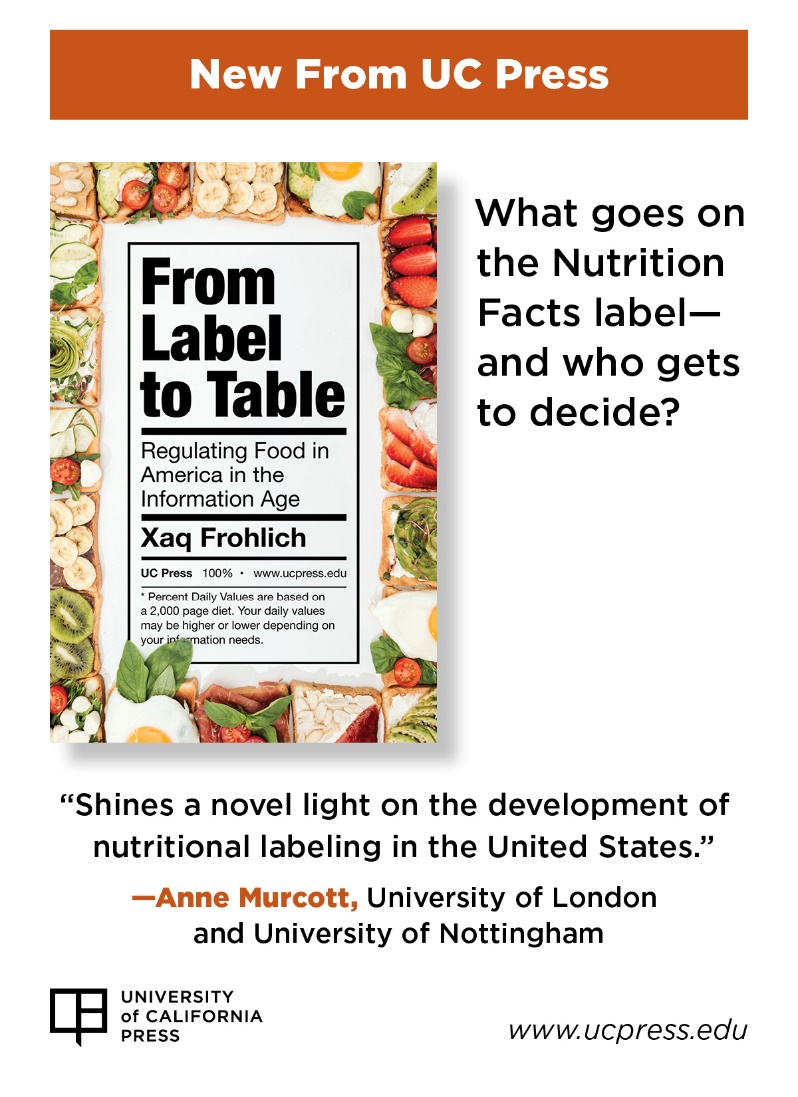 New From UC Press
From
Label
to Table
Regulating Food in
America in the
Information Age
Xaq Frohlich
UC Press 100% • www.ucpress.edu
* Percent Daily Values are based on
a 2,000 page diet. Your daily values
may be higher or lower depending on
your information needs.
What goes on
the Nutrition
Facts label—
and who gets
to decide?
“Shines a novel light on the development of
nutritional labeling in the United States.”
—Anne Murcott, University of London
and University of Nottingham
UNIVERSITY
of CALIFORNIA
PRESS
www.ucpress.edu